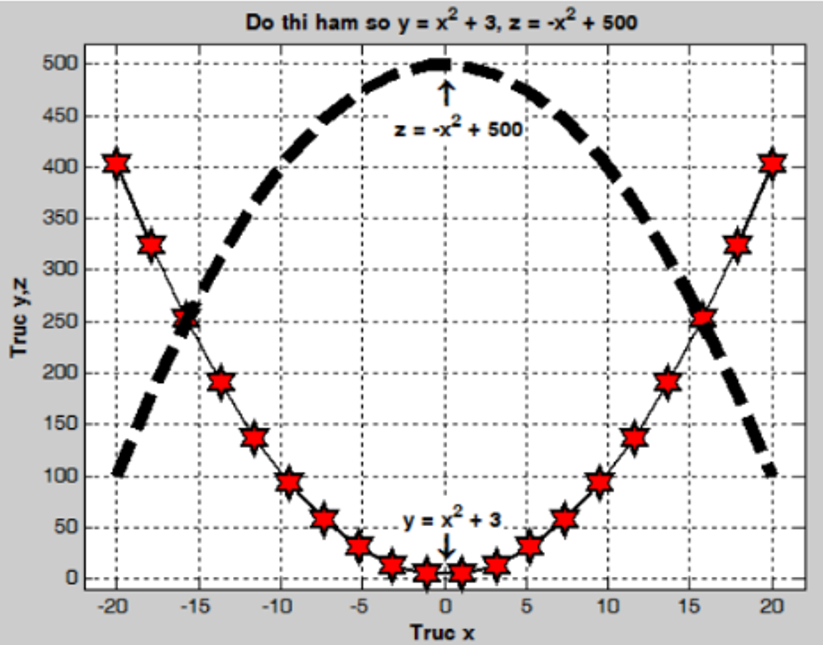 Do thi ham so y = x² + 3, z = -x² + 500
500
450
400
350
300
250
200
150
100
50
0
Truc y,z
↑
z = -x² + 500
y = x² + 3
↓
-20 -15 -10 -5 0 5 10 15 20
Truc x